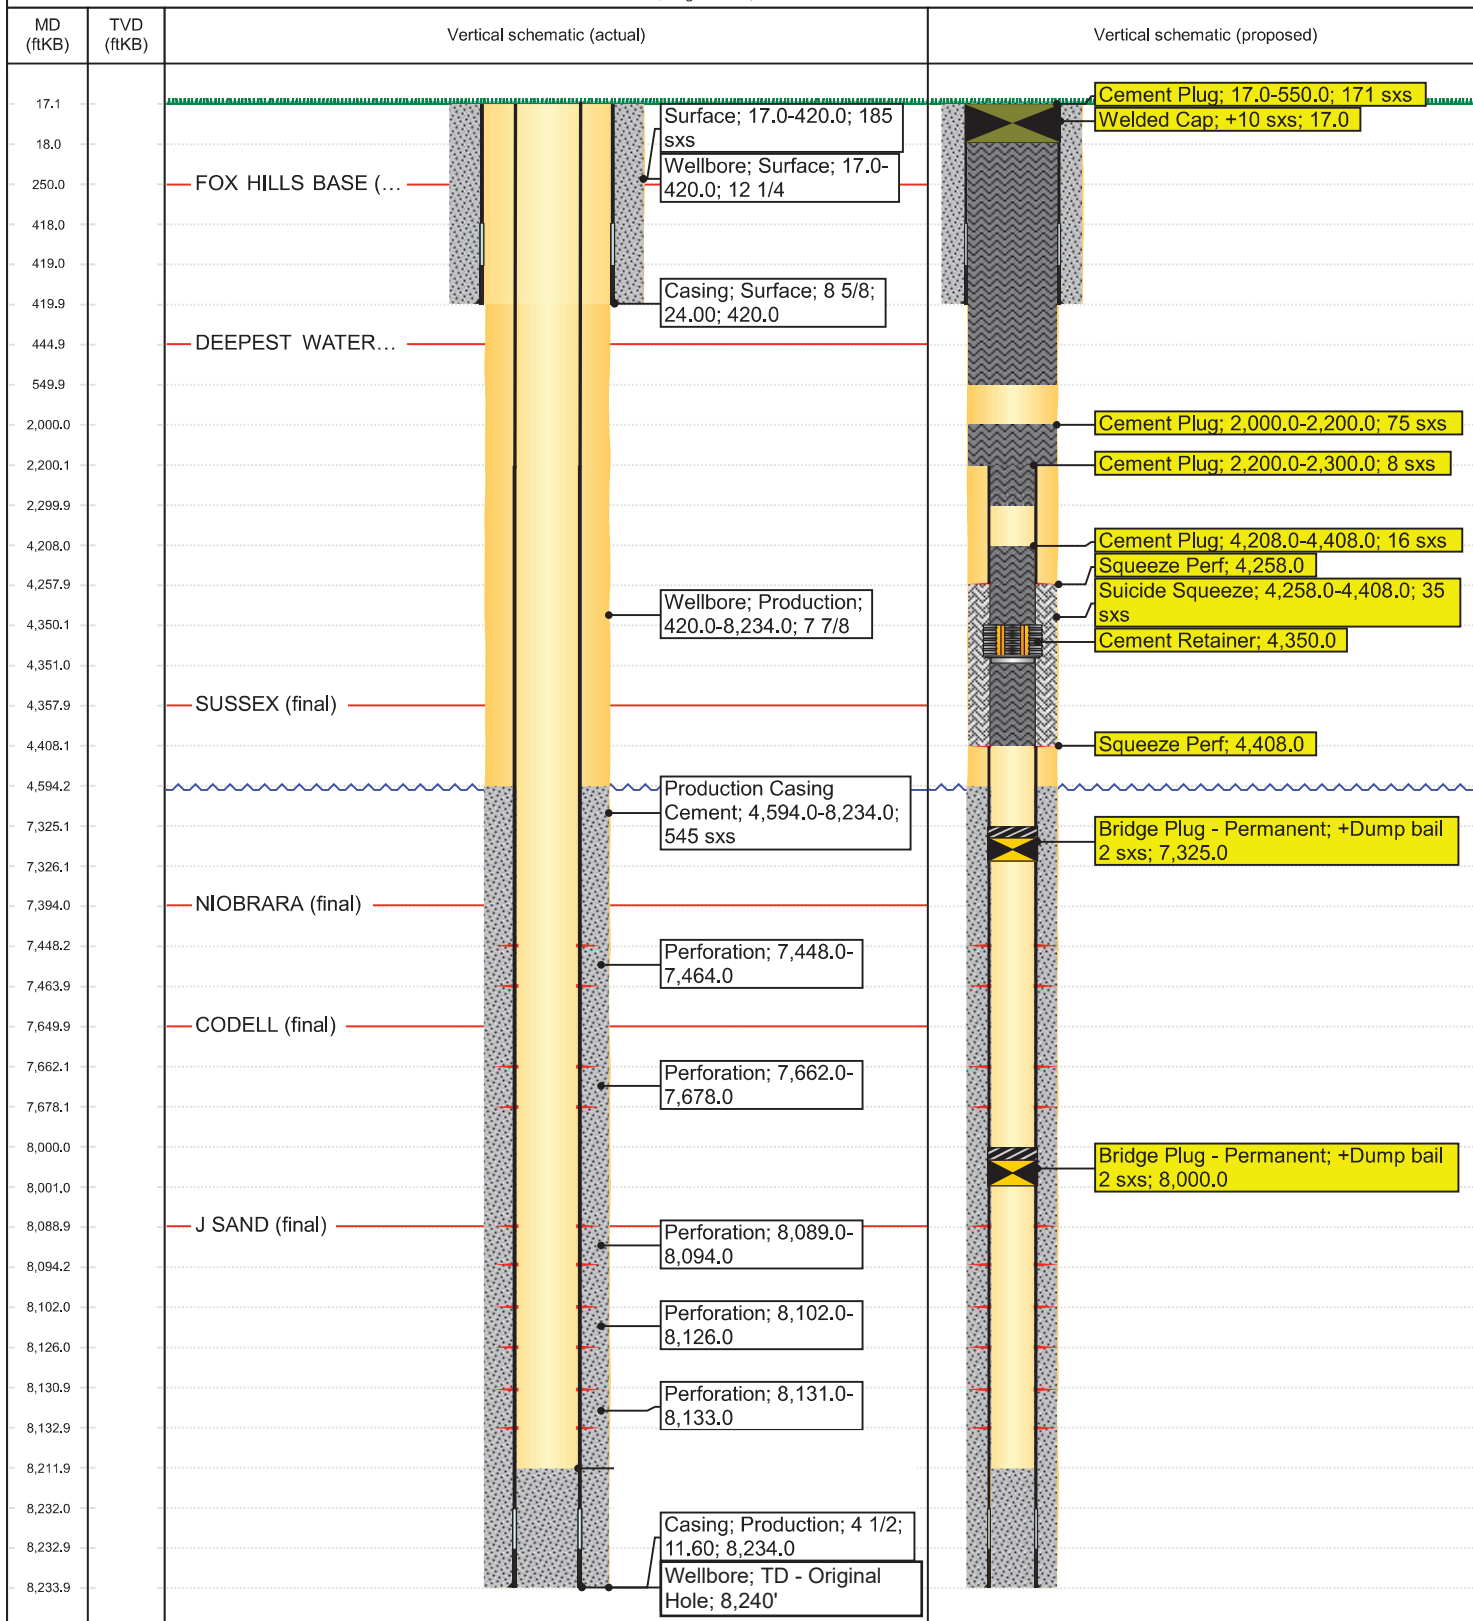 MD
(ftKB)
TVD
(ftKB)
Vertical schematic (actual)
Vertical schematic (proposed)
17.1
18.0
250.0
418.0
419.0
419.9
444.9
549.9
2,000.0
2,200.1
2,299.9
4,208.0
4,257.9
4,350.1
4,351.0
4,357.9
4,408.1
4,594.2
7,325.1
7,326.1
7,394.0
7,448.2
7,463.9
7,649.9
7,662.1
7,678.1
8,000.0
8,001.0
8,088.9
8,094.2
8,102.0
8,126.0
8,130.9
8,132.9
8,211.9
8,232.0
8,232.9
8,233.9
FOX HILLS BASE (...
DEEPEST WATER...
SUSSEX (final)
NIOBRARA (final)
CODELL (final)
J SAND (final)
Surface; 17.0-420.0; 185
sxs
Wellbore; Surface; 17.0-
420.0; 12 1/4
Casing; Surface; 8 5/8;
24.00; 420.0
Wellbore; Production;
420.0-8,234.0; 7 7/8
Production Casing
Cement; 4,594.0-8,234.0;
545 sxs
Perforation; 7,448.0-
7,464.0
Perforation; 7,662.0-
7,678.0
Perforation; 8,089.0-
8,094.0
Perforation; 8,102.0-
8,126.0
Perforation; 8,131.0-
8,133.0
Casing; Production; 4 1/2;
11.60; 8,234.0
Wellbore; TD - Original
Hole; 8,240'
Cement Plug; 17.0-550.0; 171 sxs
Welded Cap; +10 sxs; 17.0
Cement Plug; 2,000.0-2,200.0; 75 sxs
Cement Plug; 2,200.0-2,300.0; 8 sxs
Cement Plug; 4,208.0-4,408.0; 16 sxs
Squeeze Perf; 4,258.0
Suicide Squeeze; 4,258.0-4,408.0; 35
sxs
Cement Retainer; 4,350.0
Squeeze Perf; 4,408.0
Bridge Plug - Permanent; +Dump bail
2 sxs; 7,325.0
Bridge Plug - Permanent; +Dump bail
2 sxs; 8,000.0